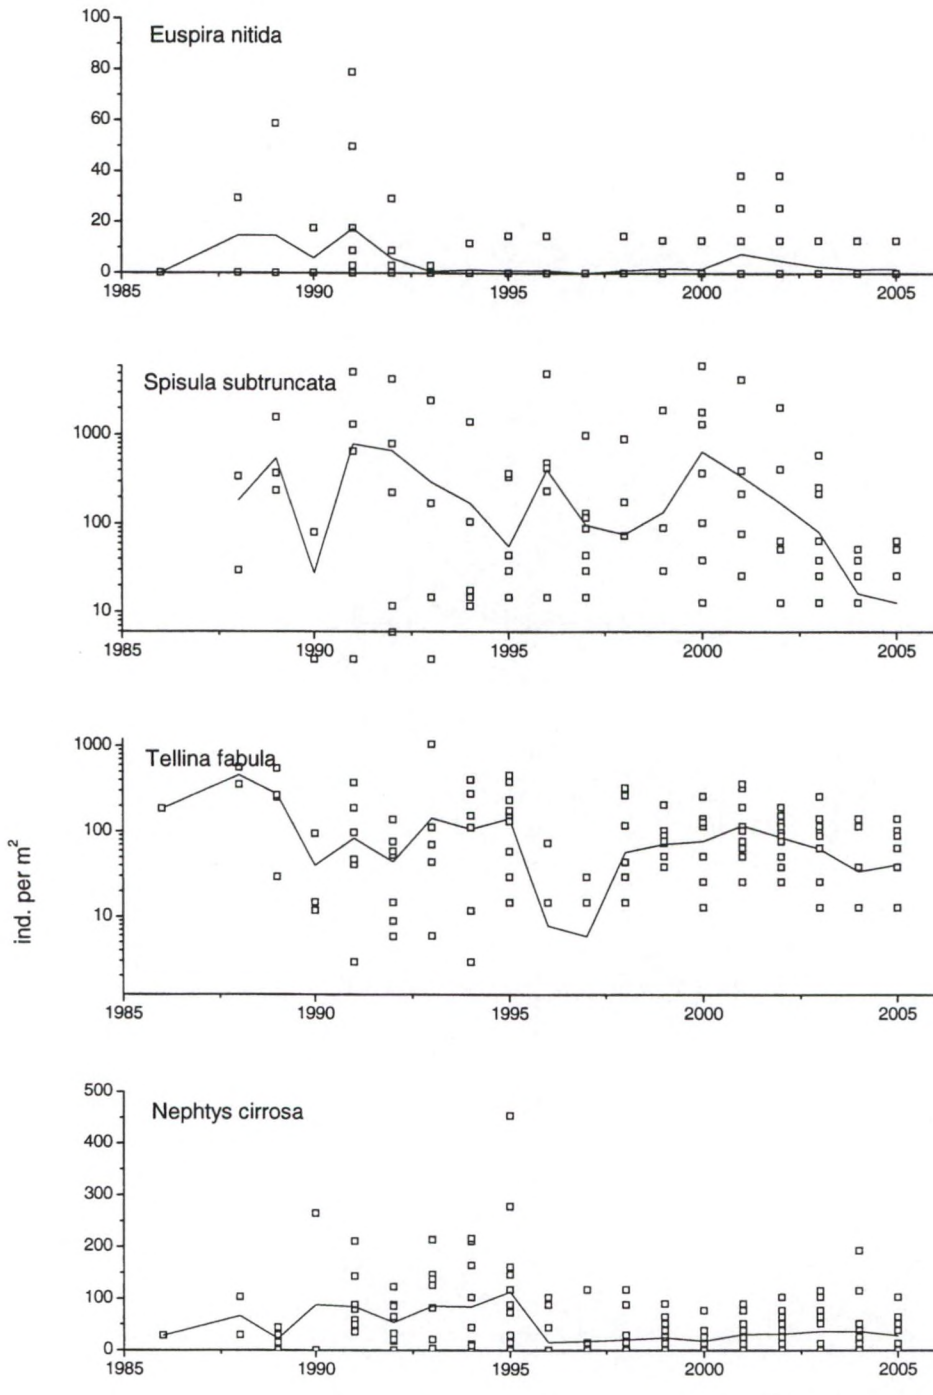 Euspira nitida
100
80
60
40
20
0
1985 1990 1995 2000 2005
Spisula subtruncata
1000
100
10
1985 1990 1995 2000 2005
Tellina fabula
1000
100
10
1985 1990 1995 2000 2005
ind. per m²
Nephtys cirrosa
500
400
300
200
100
0
1985 1990 1995 2000 2005